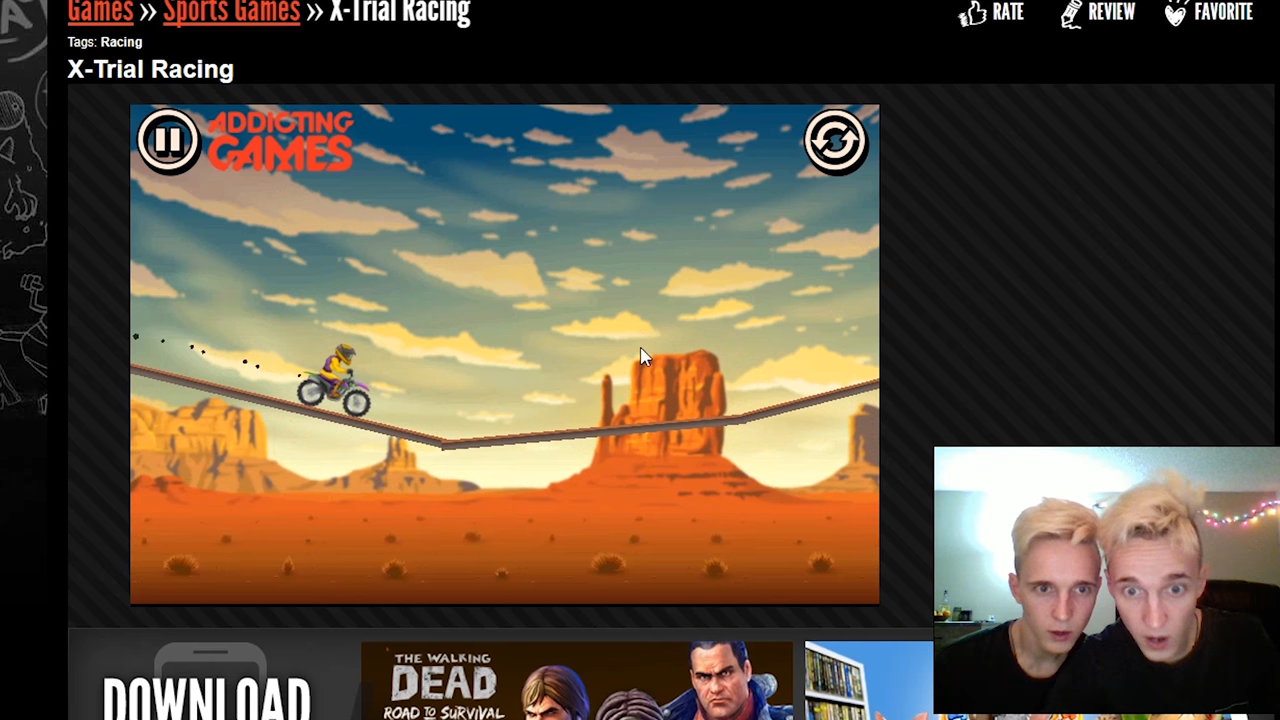 Games » Sports Games » X-Trial Racing
RATE
REVIEW
FAVORITE
Tags: Racing
X-Trial Racing
ADDICTING
GAMES
DOWNLOAD
THE WALKING
DEAD
ROAD TO SURVIVAL